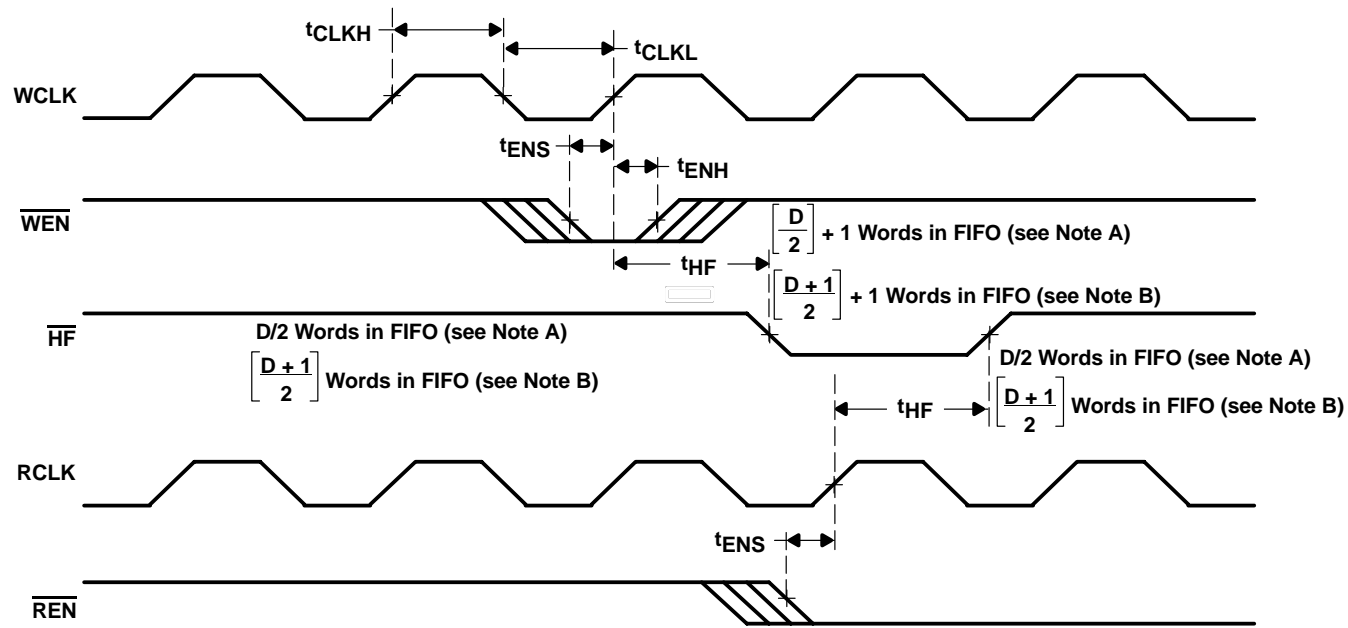 tCLKH
tCLKL
WCLK
tENS
tENH
WEN
[D/2] + 1 Words in FIFO (see Note A)
tHF
[D + 1/2] + 1 Words in FIFO (see Note B)
HF
D/2 Words in FIFO (see Note A)
[D + 1/2] Words in FIFO (see Note B)
D/2 Words in FIFO (see Note A)
tHF
[D + 1/2] Words in FIFO (see Note B)
RCLK
tENS
REN